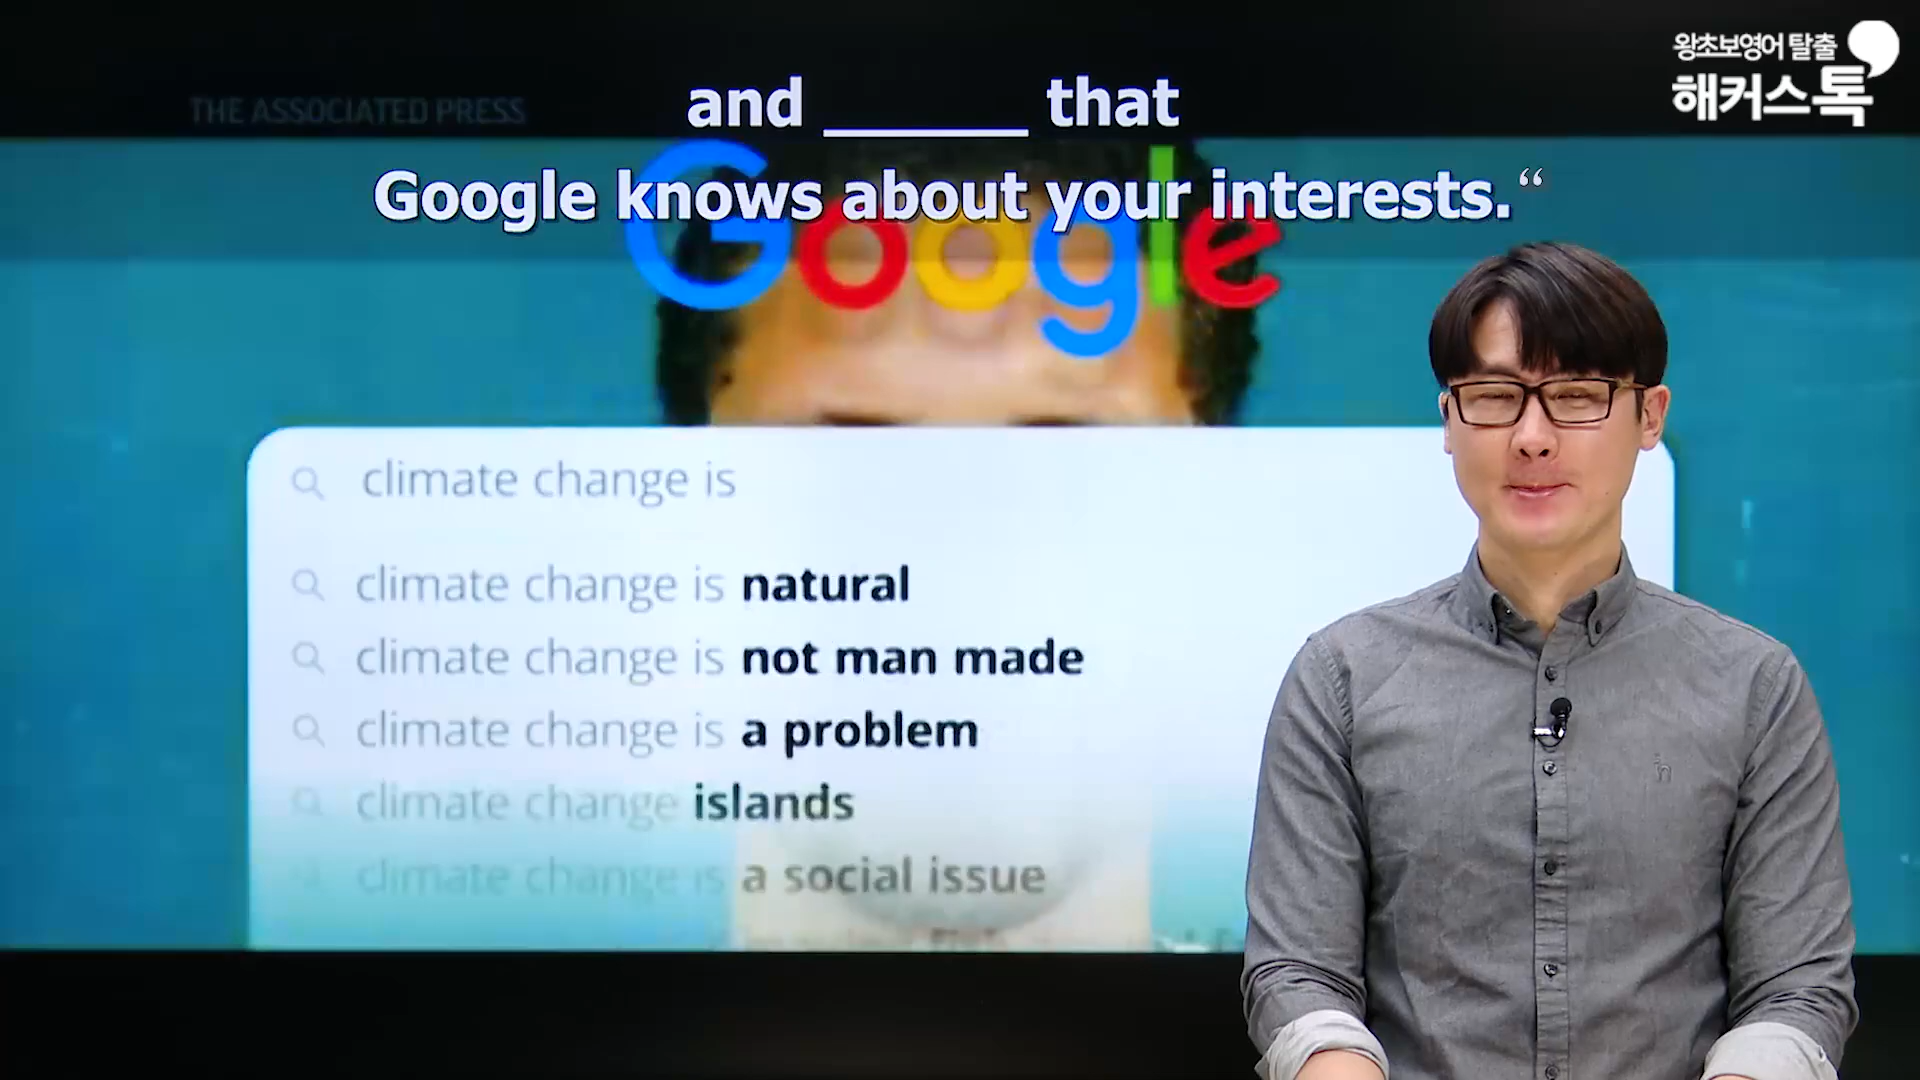 왕초보영어 탈출
해커스톡
THE ASSOCIATED PRESS
and ______ that
Google knows about your interests.“
Google
climate change is
climate change is natural
climate change is not man made
climate change is a problem
climate change islands
climate change is a social issue